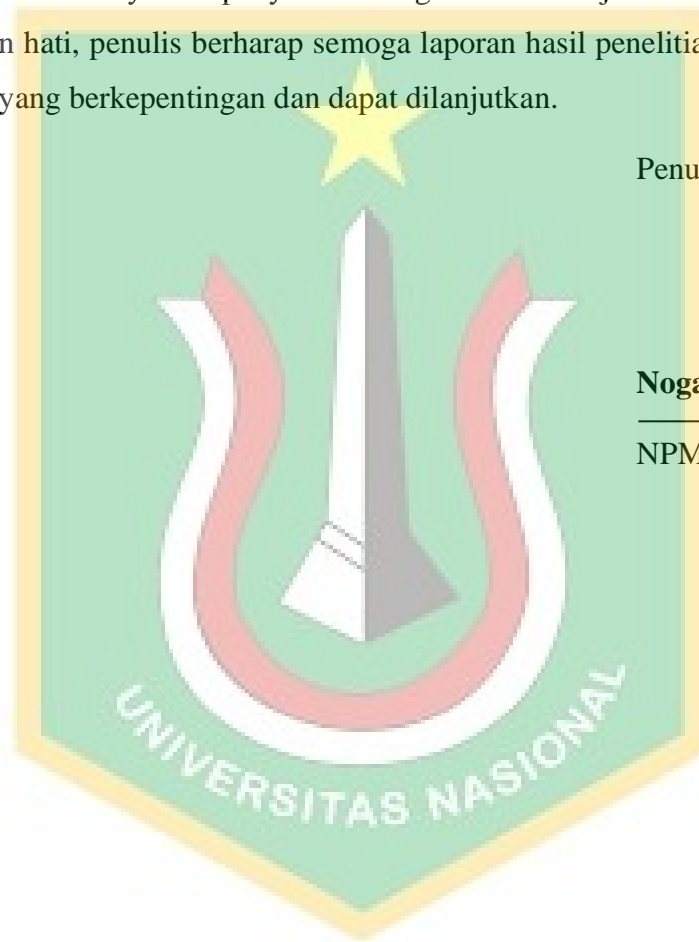 n hati, penulis berharap semoga laporan hasil penelitia
yang berkepentingan dan dapat dilanjutkan.
Penu
Noga
NPM
UNIVERSITAS NASIONAL